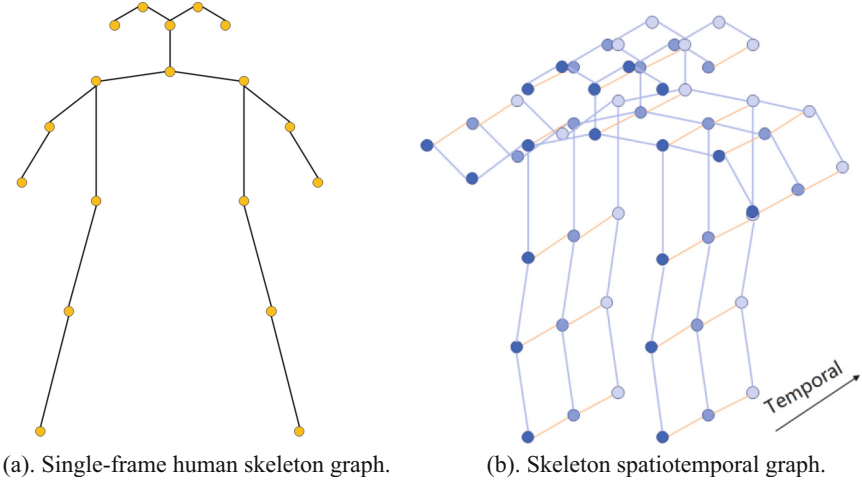 Temporal
(a). Single-frame human skeleton graph.
(b). Skeleton spatiotemporal graph.